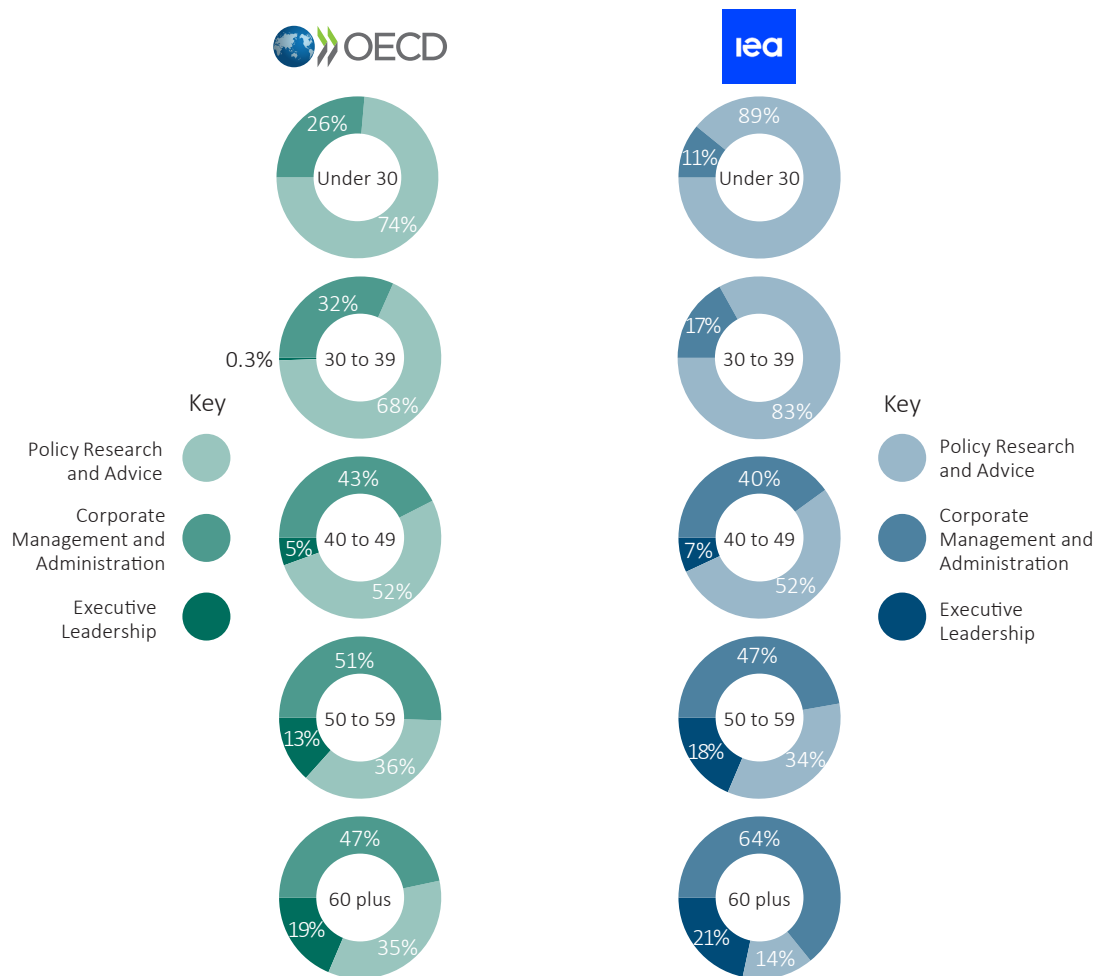 OECD
iea
26%
74%
Under 30
89%
11%
Under 30
32%
0.3%
30 to 39
68%
17%
30 to 39
83%
Key
Policy Research
and Advice
Corporate
Management and
Administration
Executive
Leadership
Key
Policy Research
and Advice
Corporate
Management and
Administration
Executive
Leadership
43%
5%
40 to 49
52%
40%
7%
40 to 49
52%
51%
50 to 59
13%
36%
47%
50 to 59
18%
34%
47%
60 plus
19%
35%
64%
60 plus
21%
14%